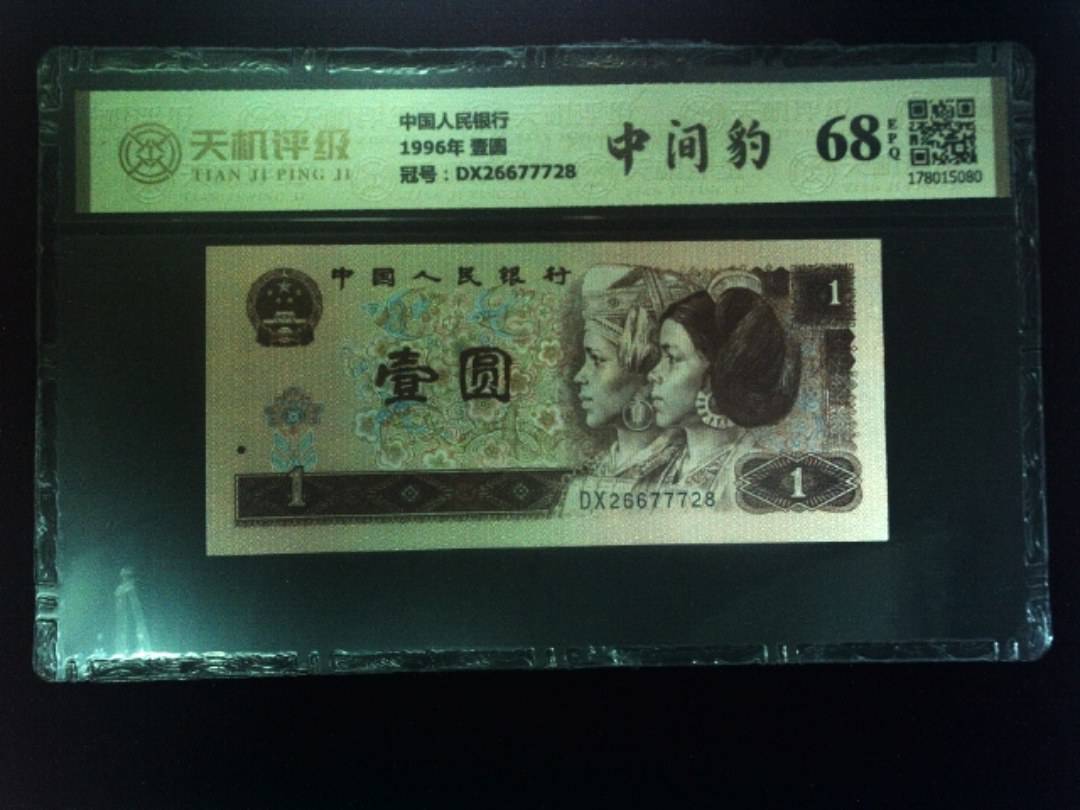 天机评级
TIAN JI PING JI
中国人民银行
1996年 壹圆
冠号：DX26677728
中间豹
68
EPQ
178015080
中国人民银行
壹圆
1
1
DX26677728
1